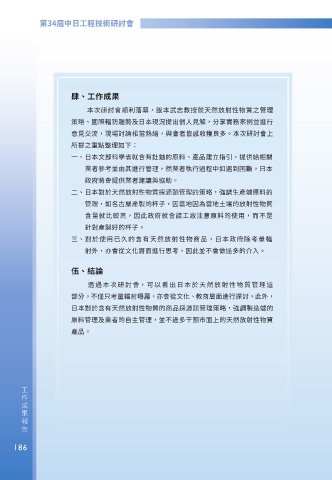 第34屆中日工程技術研討會
肆、工作成果
本次研討會順利落幕，飯本武志教授就天然放射性物質之管理
策略、國際輻防趨勢及日本現況提出個人見解，分享實務案例並進行
意見交流，現場討論相當熱絡，與會者皆感收穫良多。本次研討會上
所提之重點整理如下：
一、日本文部科學省就含有鈾釷的原料、產品建立指引，提供給相關
業者參考並由其進行管理，然業者執行過程中如遇到困難，日本
政府將會提供業者建議與協助。
二、日本對於天然放射性物質採源頭管理的策略，強調生產端原料的
管理，如名古屋產製的杯子，因當地因為當地土壤的放射性物質
含量就比較高，因此政府就會請工廠注意原料的使用，而不是
針對產製好的杯子。
三、對於使用已久的含有天然放射性物商品，日本政府除考量輻
射外，亦會從文化層面進行思考，因此並不會做過多的介入。
伍、結論
透過本次研討會，可以看出日本於天然放射性物質管理這
部分，不僅只考量輻射曝露，亦會從文化、教育層面進行探討。此外，
日本對於含有天然放射性物質的商品採源頭管理策略，強調製造端的
原料管理及業者的自主管理，並不過多干預市面上的天然放射性物質
產品。
工作成果報告
186